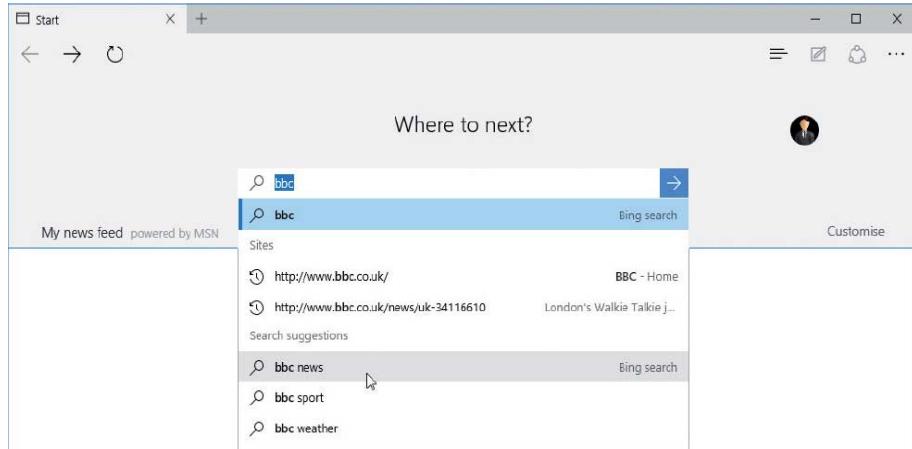 Start
Where to next?
bbc
bbc Bing search
My news feed powered by MSN
Customise
Sites
http://www.bbc.co.uk/ BBC - Home
http://www.bbc.co.uk/news/uk-34116610 London's Walkie Talkie j...
Search suggestions
bbc news Bing search
bbc sport
bbc weather